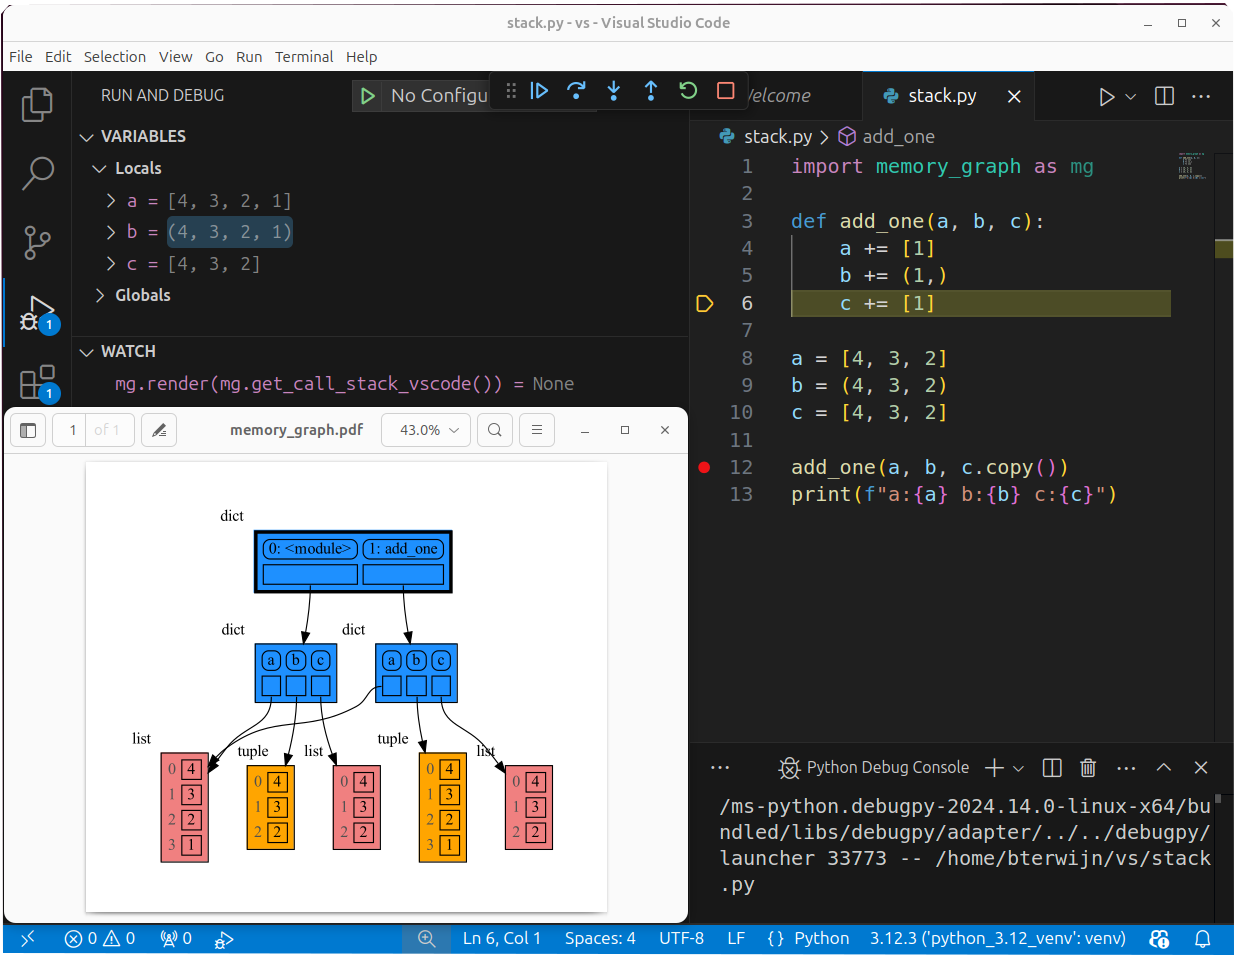 stack.py - vs - Visual Studio Code
File Edit Selection View Go Run Terminal Help
RUN AND DEBUG
No Configu
elcome
stack.py
stack.py > add_one
VARIABLES
Locals
a = [4, 3, 2, 1]
b = (4, 3, 2, 1)
c = [4, 3, 2]
Globals
WATCH
mg.render(mg.get_call_stack_vscode()) = None
1
1
1 import memory_graph as mg
2
3 def add_one(a, b, c):
4 a += [1]
5 b += (1,)
6 c += [1]
7
8 a = [4, 3, 2]
9 b = (4, 3, 2)
10 c = [4, 3, 2]
11
12 add_one(a, b, c.copy())
13 print(f"a:{a} b:{b} c:{c}")
1 of 1
memory_graph.pdf
43.0%
dict
0: <module> 1: add_one
dict dict
a b c a b c
list tuple list tuple list
0 4 0 4 0 4 0 4 0 4
1 3 1 3 1 3 1 3 1 3
2 2 2 2 2 2 2 2 2 2
3 1 3 1
Python Debug Console
/ms-python.debugpy-2024.14.0-linux-x64/bu
ndled/libs/debugpy/adapter/../../debugpy/
launcher 33773 -- /home/bterwijn/vs/stack
.py
0 0 0 Ln 6, Col 1 Spaces: 4 UTF-8 LF {} Python 3.12.3 ('python_3.12_venv': venv)